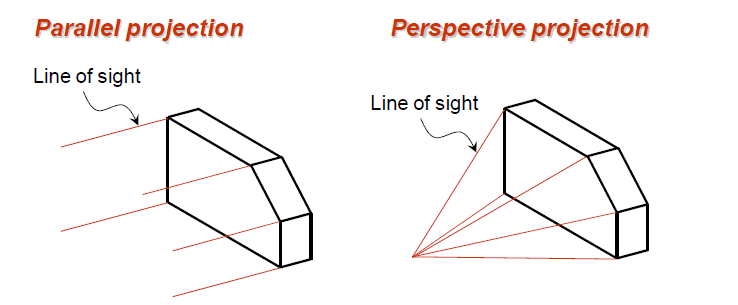 Parallel projection
Perspective projection
Line of sight
Line of sight